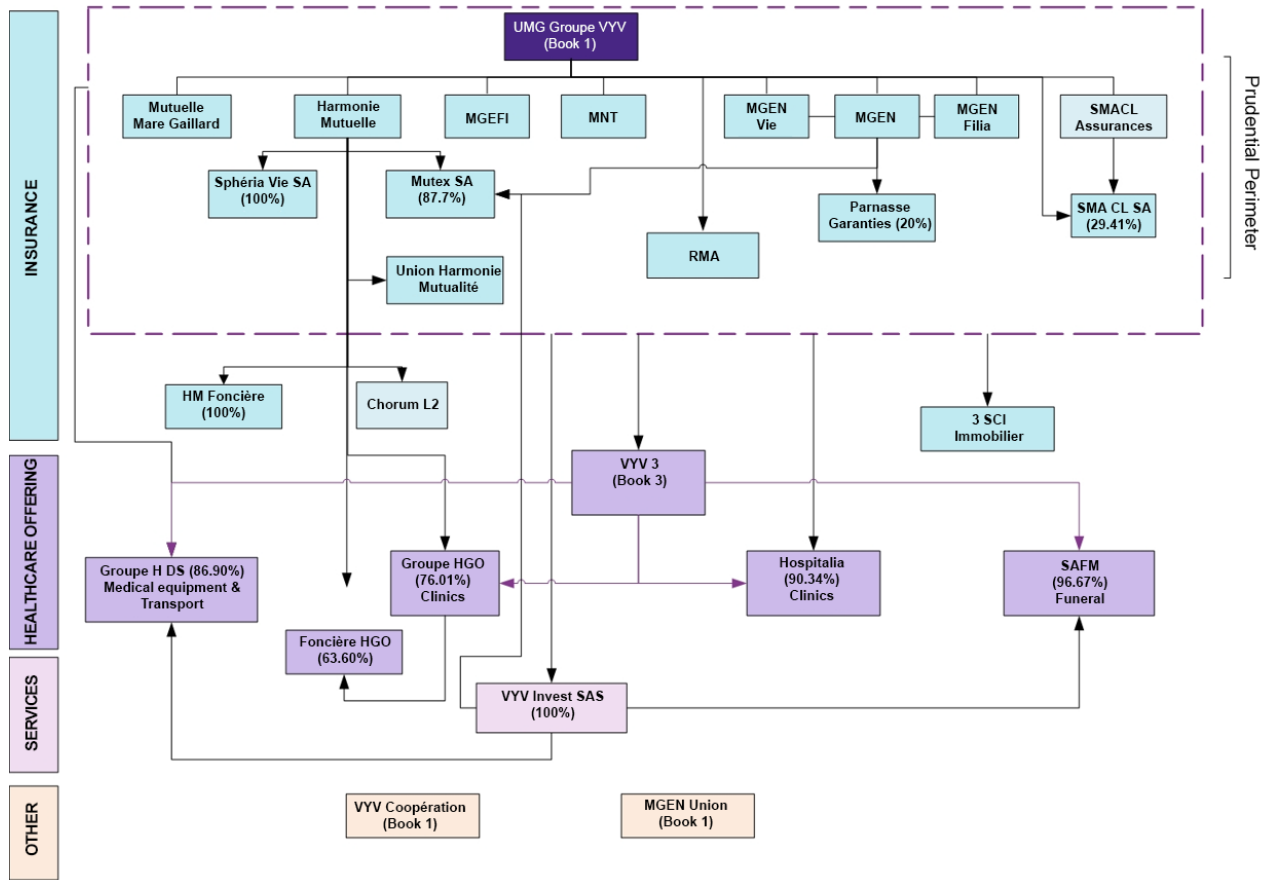 UMG Groupe VYV
(Book 1)
Prudential Perimeter
INSURANCE
Mutuelle
Mare Gaillard
Harmonie
Mutuelle
MGEFI
MNT
MGEN
Vie
MGEN
MGEN
Filia
SMACL
Assurances
Sphéria Vie SA
(100%)
Mutex SA
(87.7%)
Parnasse
Garanties (20%)
SMA CL SA
(29.41%)
RMA
Union Harmonie
Mutualité
HM Foncière
(100%)
Chorum L2
3 SCI
Immobilier
HEALTHCARE OFFERING
VYV 3
(Book 3)
Groupe H DS (86.90%)
Medical equipment &
Transport
Groupe HGO
(76.01%)
Clinics
Hospitalia
(90.34%)
Clinics
SAFM
(96.67%)
Funeral
Foncière HGO
(63.60%)
SERVICES
VYV Invest SAS
(100%)
OTHER
VYV Coopération
(Book 1)
MGEN Union
(Book 1)